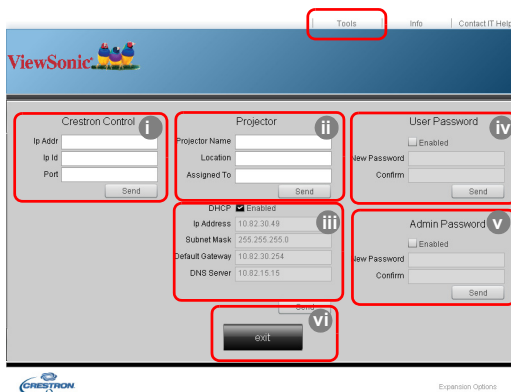 Tools Info Contact IT Help
ViewSonic
Crestron Control i
Ip Addr
Ip Id
Port
Send
Projector ii
Projector Name
Location
Assigned To
Send
User Password iv
Enabled
New Password
Confirm
Send
DHCP Enabled
iii
Ip Address 10.82.30.49
Subnet Mask 255.255.255.0
Default Gateway 10.82.30.254
DNS Server 10.82.15.15
Send
Admin Password v
Enabled
New Password
Confirm
Send
vi
exit
CRESTRON
Expansion Options